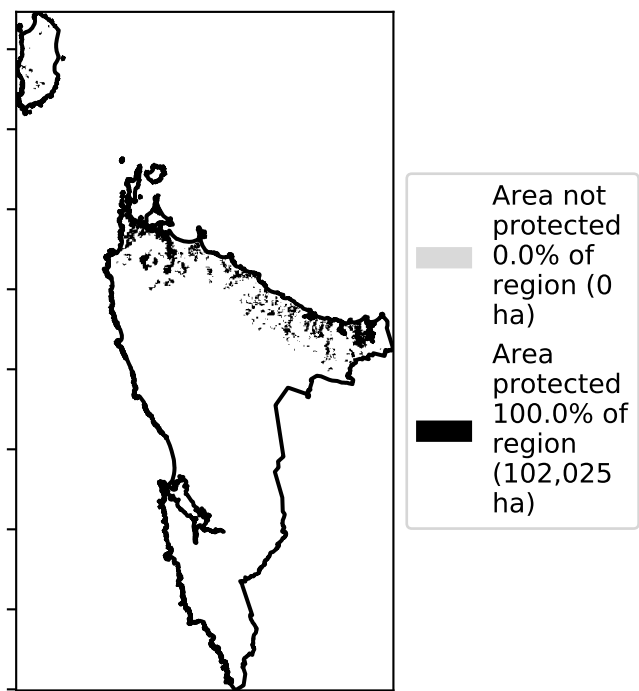 Area not
protected
0.0% of
region (0
ha)
Area
protected
100.0% of
region
(102,025
ha)